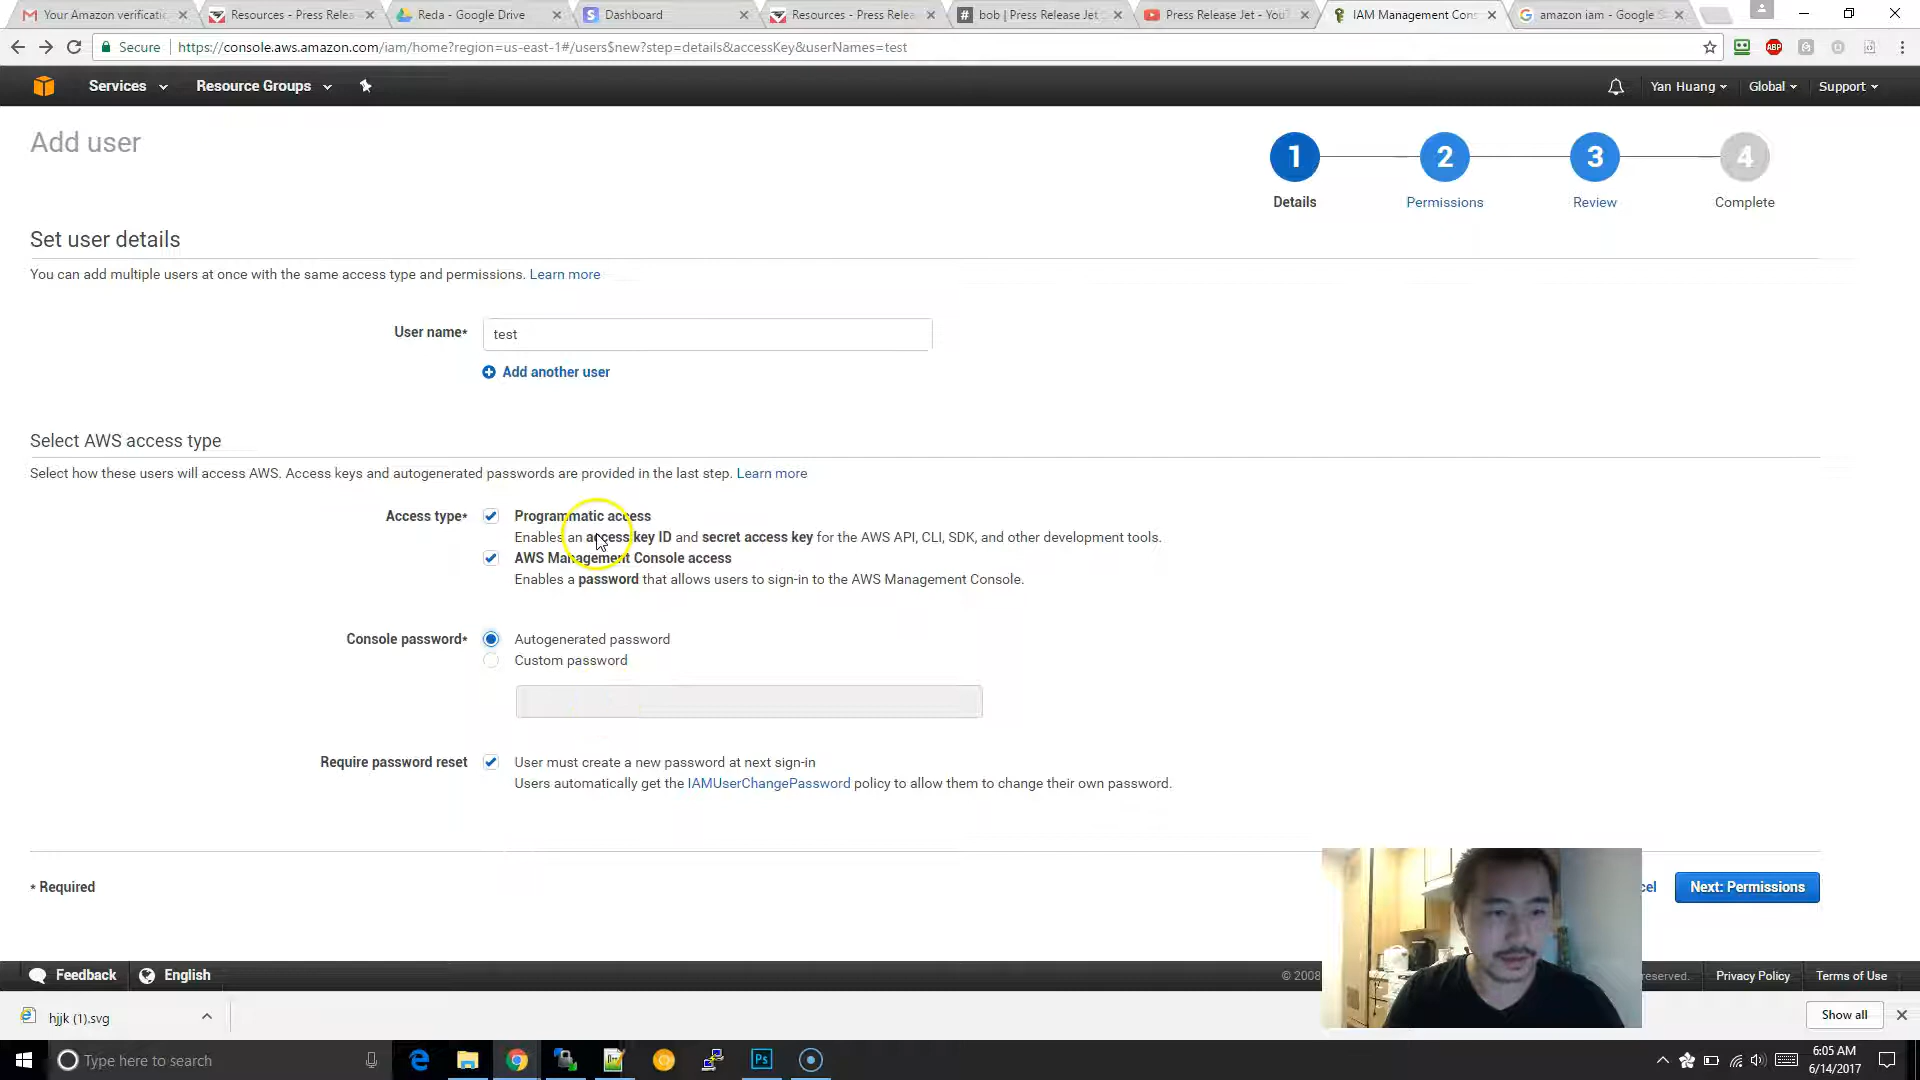 Your Amazon verificati
Resources - Press Relea
Reda - Google Drive
Dashboard
Resources - Press Relea
bob | Press Release Jet
Press Release Jet - YouT
IAM Management Cons
amazon iam - Google S
Secure
https://console.aws.amazon.com/iam/home?region=us-east-1#/users$new?step=details&accessKey&userNames=test
Services
Resource Groups
Yan Huang
Global
Support
Add user
1
2
3
4
Details
Permissions
Review
Complete
Set user details
You can add multiple users at once with the same access type and permissions. Learn more
User name*
test
Add another user
Select AWS access type
Select how these users will access AWS. Access keys and autogenerated passwords are provided in the last step. Learn more
Access type*
Programmatic access
Enables an access key ID and secret access key for the AWS API, CLI, SDK, and other development tools.
AWS Management Console access
Enables a password that allows users to sign-in to the AWS Management Console.
Console password*
Autogenerated password
Custom password
Require password reset
User must create a new password at next sign-in
Users automatically get the IAMUserChangePassword policy to allow them to change their own password.
* Required
cel
Next: Permissions
Feedback
English
© 2008
reserved.
Privacy Policy
Terms of Use
hjjk (1).svg
Show all
Type here to search
Ps
6:05 AM
6/14/2017